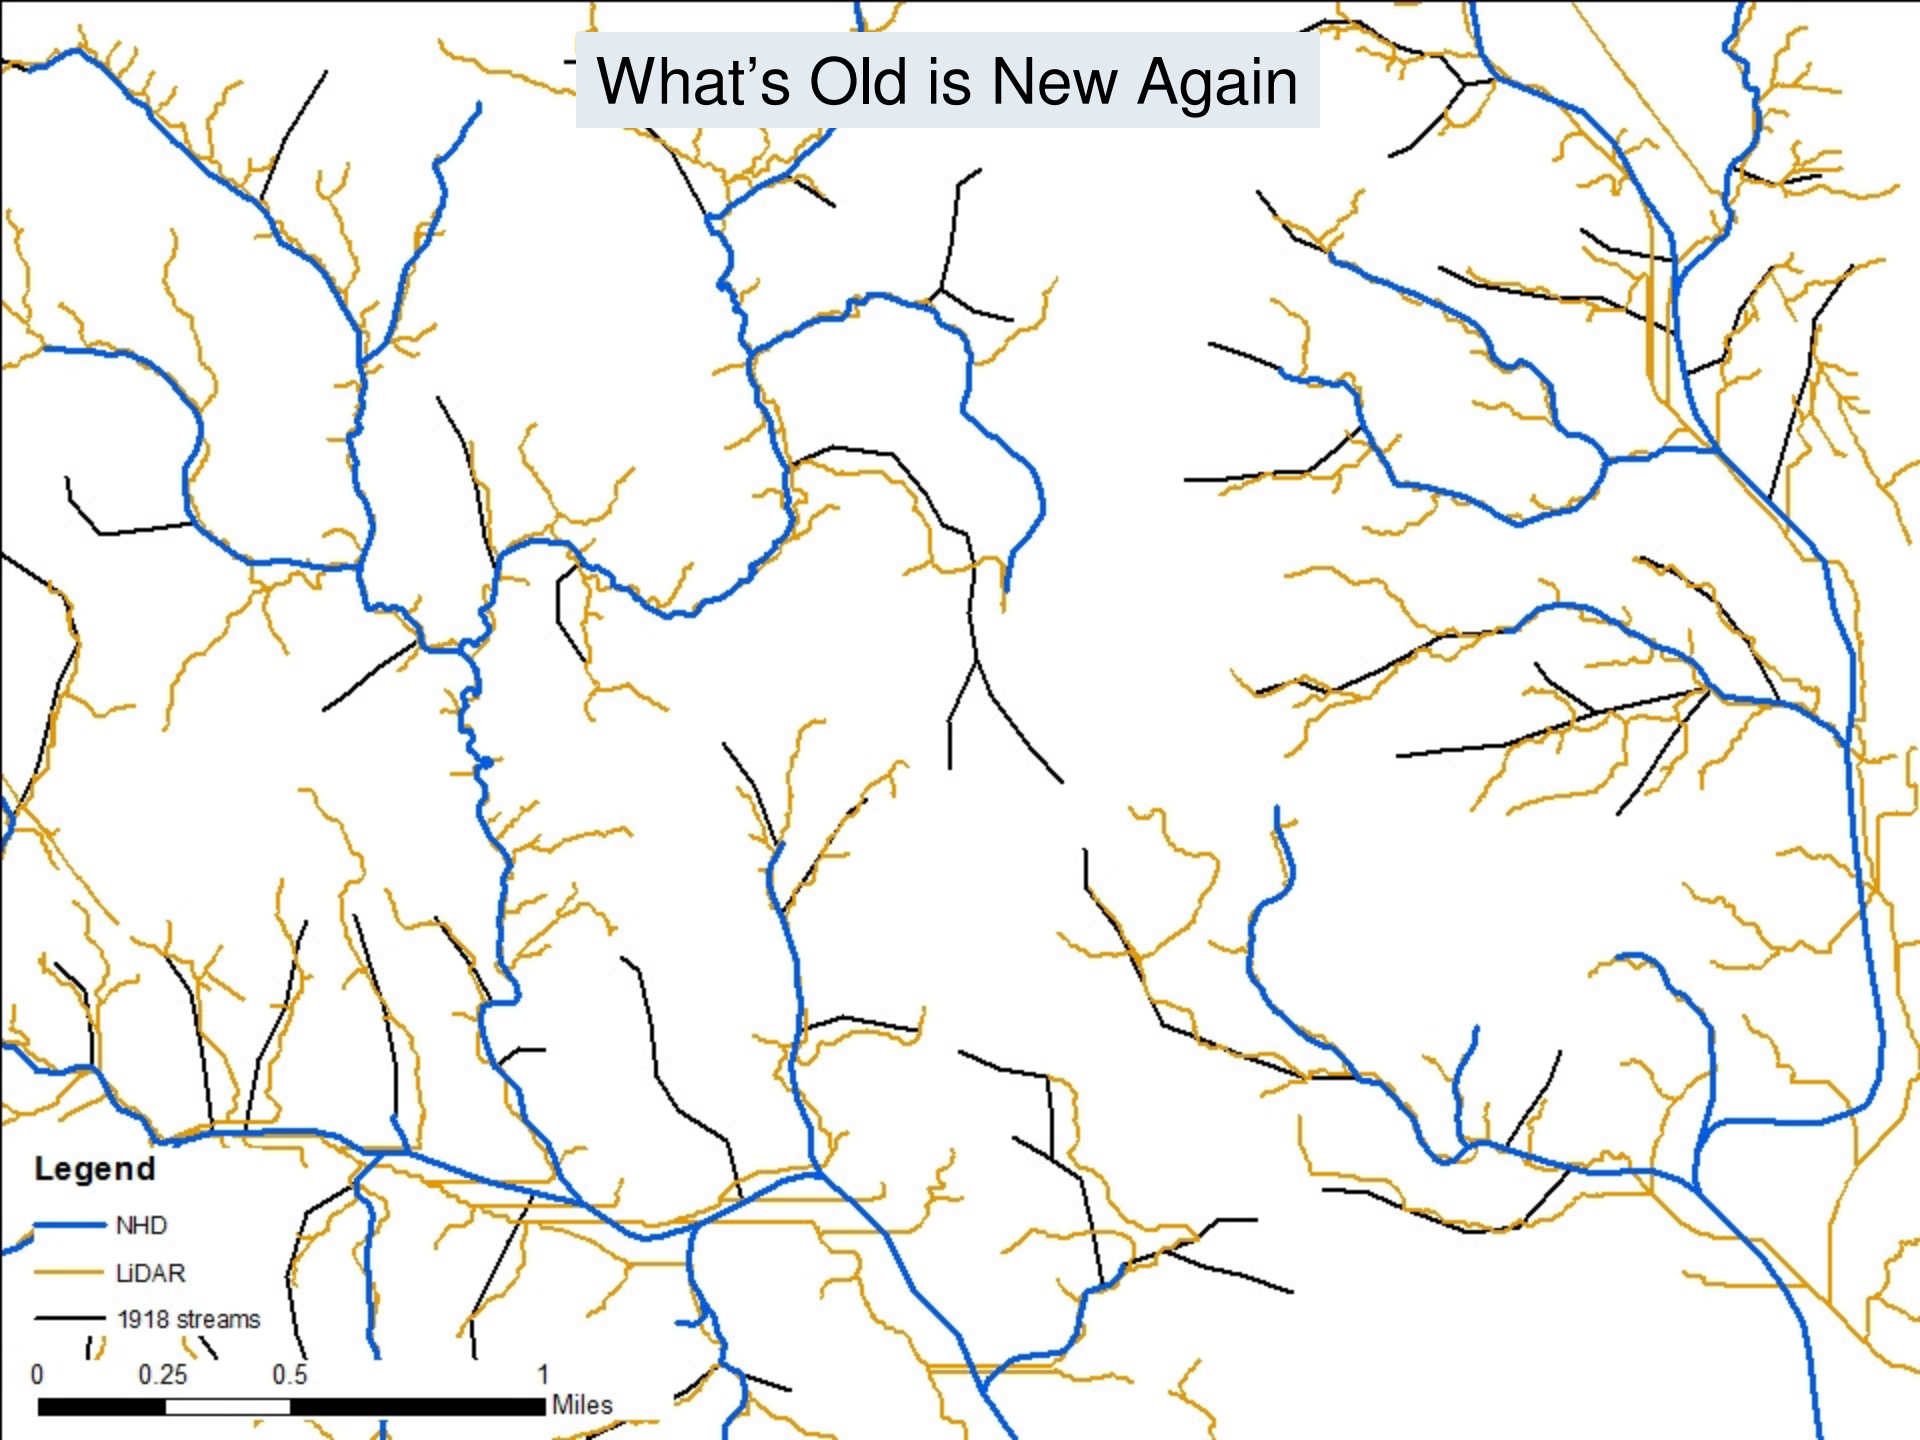 What’s Old is New Again
Legend
NHD
LiDAR
1918 streams
0 0.25 0.5 1
Miles